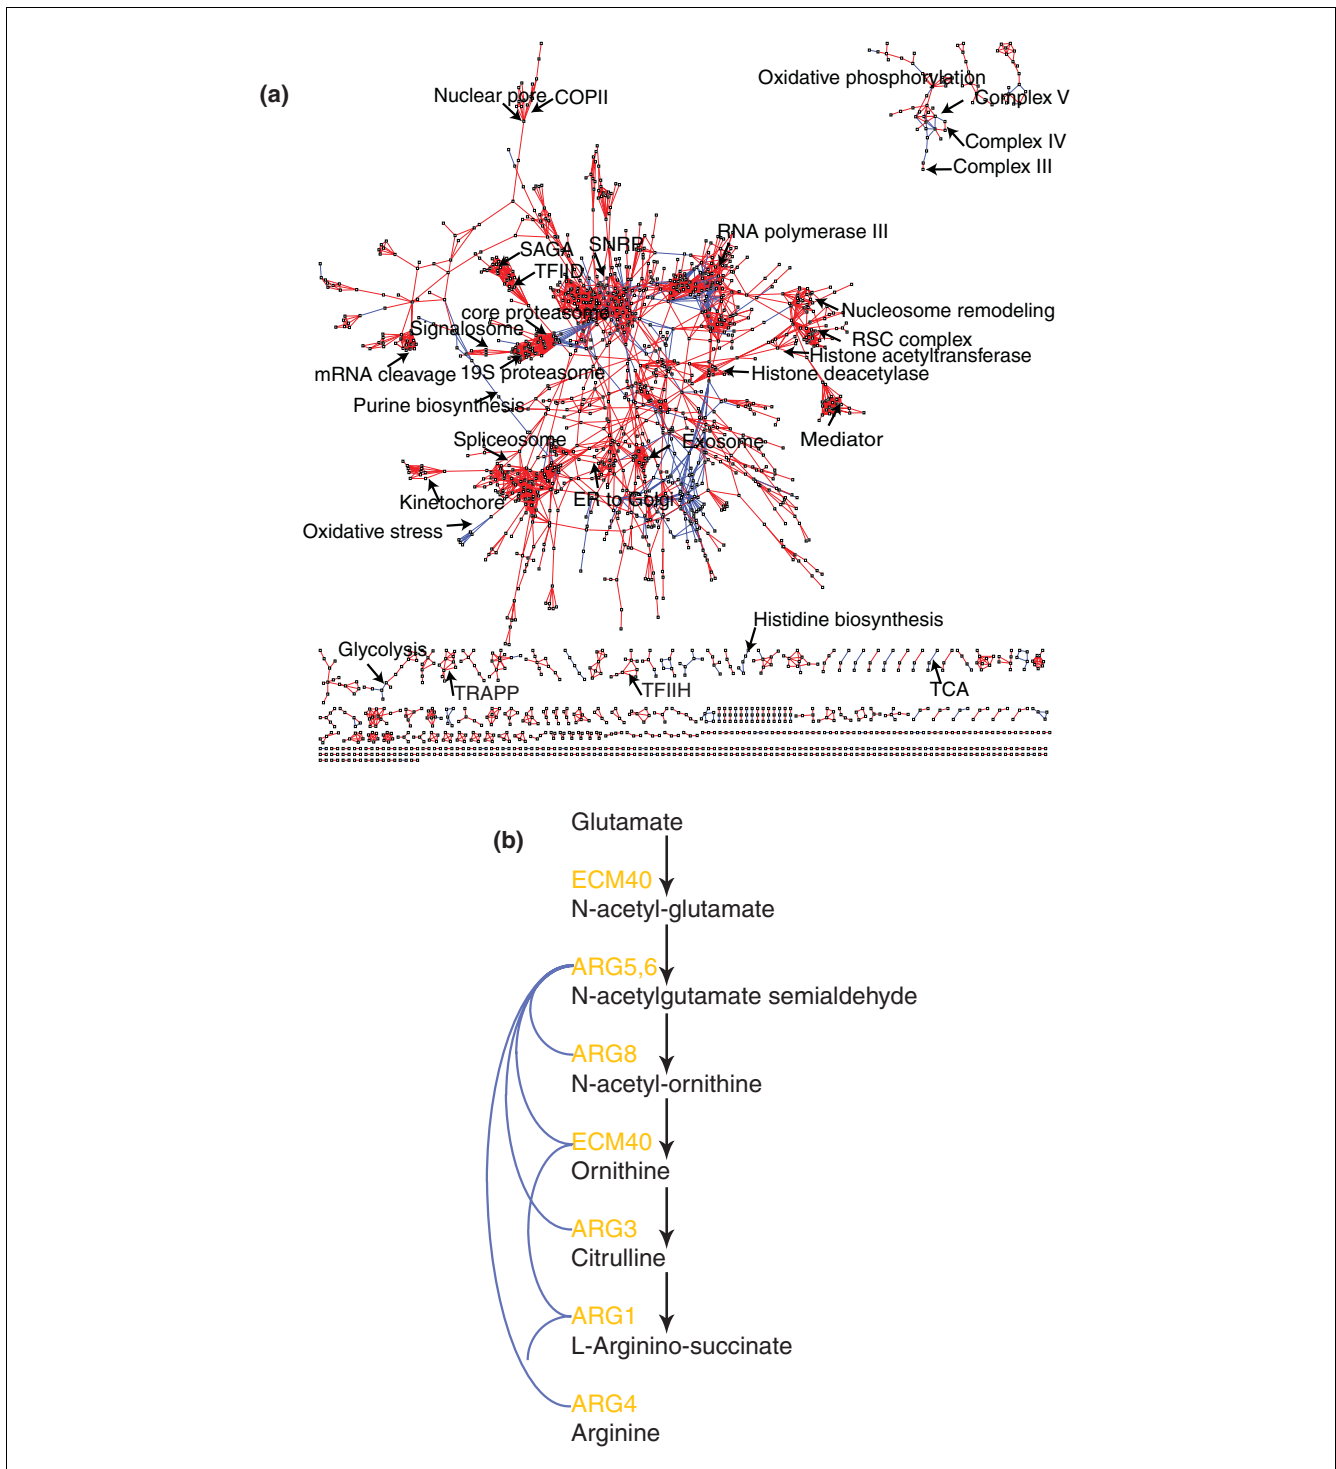 (a)
Nuclear pore
COPII
Oxidative phosphorylation
Complex V
Complex IV
Complex III
RNA polymerase III
SAGA
SNRP
TFIID
core proteasome
Signalosome
Nucleosome remodeling
RSC complex
Histone acetyltransferase
mRNA cleavage
19S proteasome
Histone deacetylase
Purine biosynthesis
Spliceosome
Exosome
Mediator
Kinetochore
ER to Golgi
Oxidative stress
Histidine biosynthesis
Glycolysis
TRAPP
TFIIH
TCA
(b)
Glutamate
ECM40
N-acetyl-glutamate
ARG5,6
N-acetylgutamate semialdehyde
ARG8
N-acetyl-ornithine
ECM40
Ornithine
ARG3
Citrulline
ARG1
L-Arginino-succinate
ARG4
Arginine